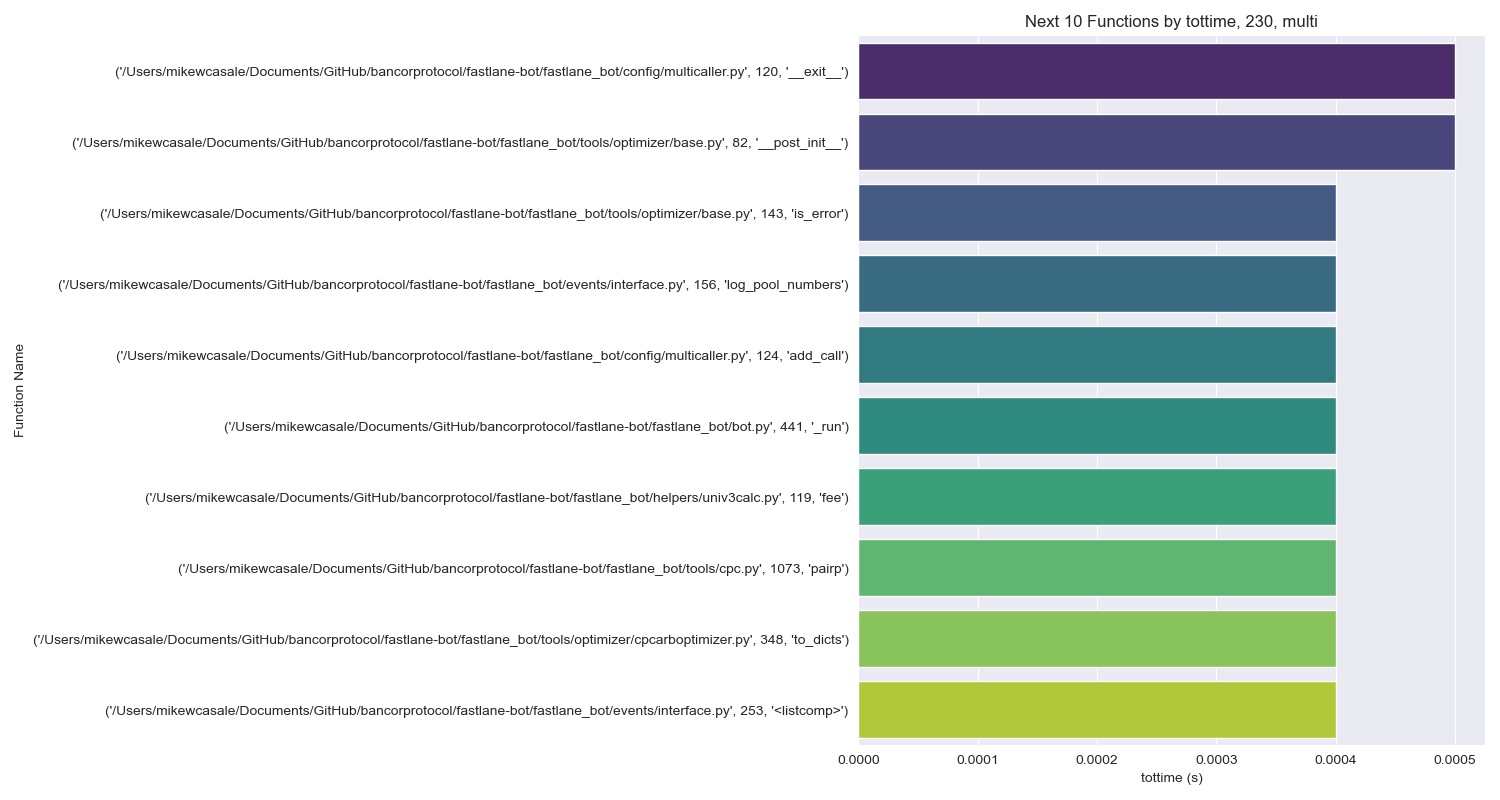 Next 10 Functions by tottime, 230, multi
('/Users/mikewcasale/Documents/GitHub/bancorprotocol/fastlane-bot/fastlane_bot/config/multicaller.py', 120, '__exit__')
('/Users/mikewcasale/Documents/GitHub/bancorprotocol/fastlane-bot/fastlane_bot/tools/optimizer/base.py', 82, '__post_init__')
('/Users/mikewcasale/Documents/GitHub/bancorprotocol/fastlane-bot/fastlane_bot/tools/optimizer/base.py', 143, 'is_error')
('/Users/mikewcasale/Documents/GitHub/bancorprotocol/fastlane-bot/fastlane_bot/events/interface.py', 156, 'log_pool_numbers')
('/Users/mikewcasale/Documents/GitHub/bancorprotocol/fastlane-bot/fastlane_bot/config/multicaller.py', 124, 'add_call')
('/Users/mikewcasale/Documents/GitHub/bancorprotocol/fastlane-bot/fastlane_bot/bot.py', 441, '_run')
('/Users/mikewcasale/Documents/GitHub/bancorprotocol/fastlane-bot/fastlane_bot/helpers/univ3calc.py', 119, 'fee')
('/Users/mikewcasale/Documents/GitHub/bancorprotocol/fastlane-bot/fastlane_bot/tools/cpc.py', 1073, 'pairp')
('/Users/mikewcasale/Documents/GitHub/bancorprotocol/fastlane-bot/fastlane_bot/tools/optimizer/cpcarboptimizer.py', 348, 'to_dicts')
('/Users/mikewcasale/Documents/GitHub/bancorprotocol/fastlane-bot/fastlane_bot/events/interface.py', 253, '<listcomp>')
Function Name
0.0000 0.0001 0.0002 0.0003 0.0004 0.0005
tottime (s)